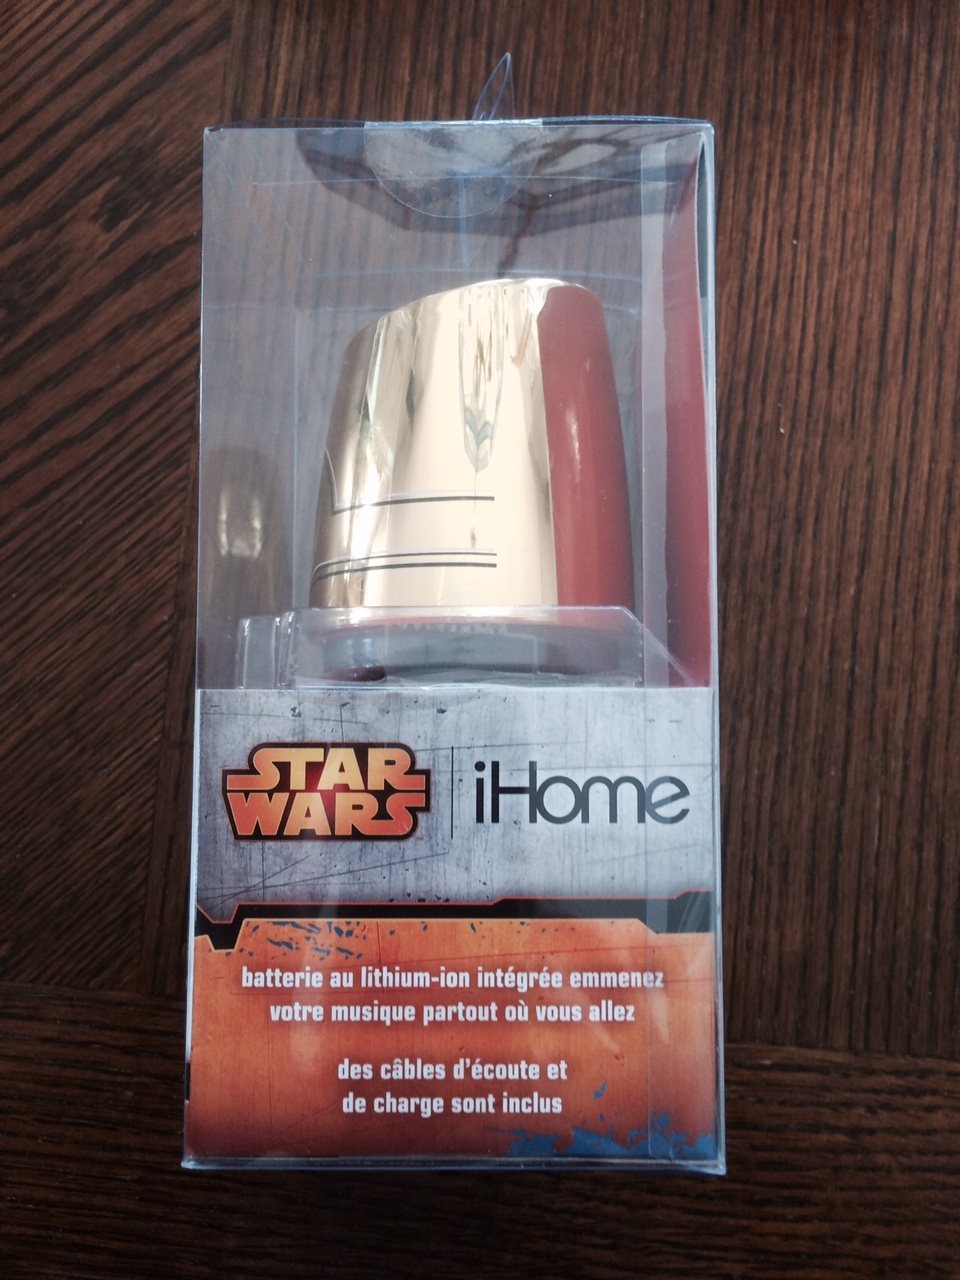 STAR
WARS
iHome
batterie au lithium-ion intégrée emmenez
votre musique partout où vous allez
des câbles d'écoute et
de charge sont inclus